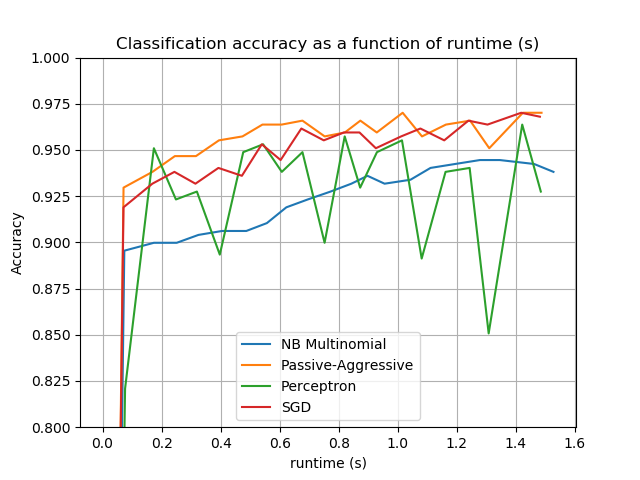 Classification accuracy as a function of runtime (s)
1.000
0.975
0.950
0.925
0.900
0.875
0.850
0.825
0.800
Accuracy
NB Multinomial
Passive-Aggressive
Perceptron
SGD
0.0 0.2 0.4 0.6 0.8 1.0 1.2 1.4 1.6
runtime (s)